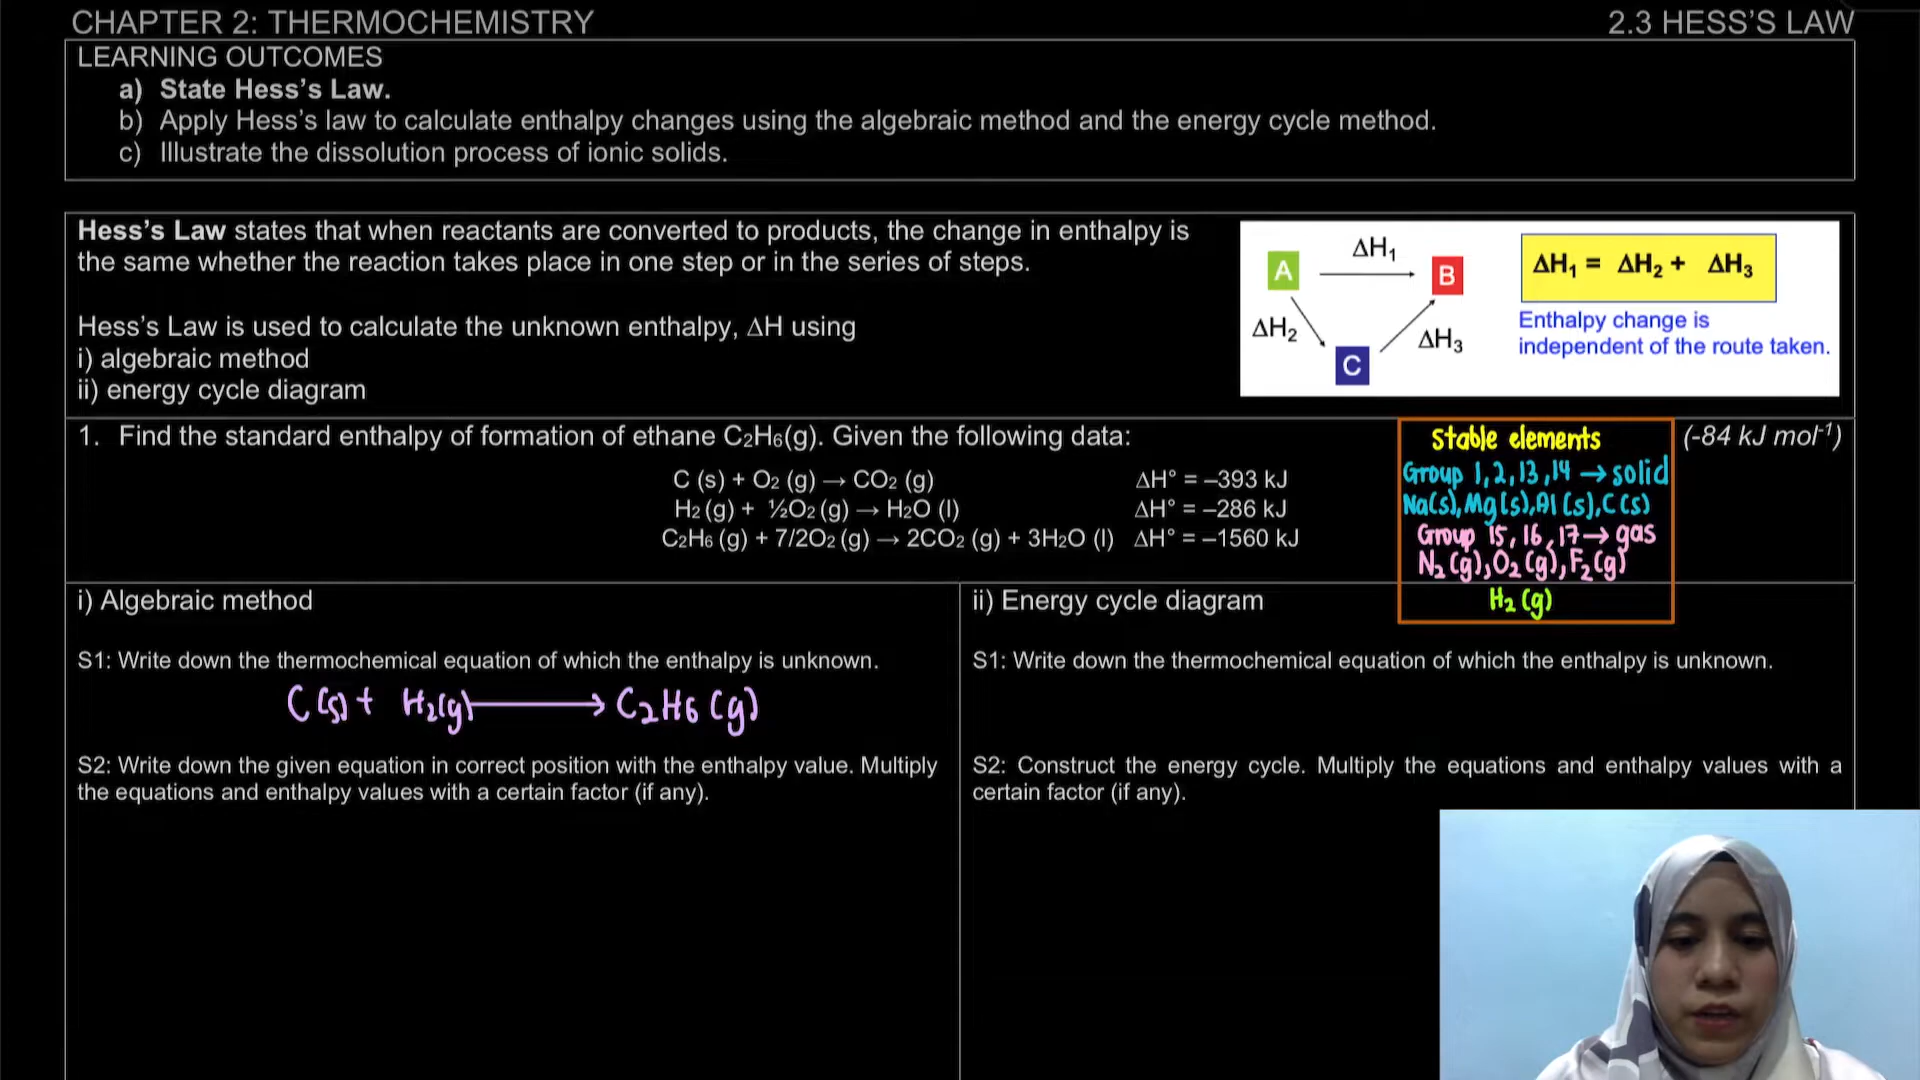 CHAPTER 2: THERMOCHEMISTRY
2.3 HESS’S LAW
LEARNING OUTCOMES
a) State Hess’s Law.
b) Apply Hess’s law to calculate enthalpy changes using the algebraic method and the energy cycle method.
c) Illustrate the dissolution process of ionic solids.
Hess’s Law states that when reactants are converted to products, the change in enthalpy is
the same whether the reaction takes place in one step or in the series of steps.
Hess’s Law is used to calculate the unknown enthalpy, ΔH using
i) algebraic method
ii) energy cycle diagram
A
ΔH₁
B
ΔH₂
ΔH₃
C
ΔH₁ = ΔH₂ + ΔH₃
Enthalpy change is
independent of the route taken.
1. Find the standard enthalpy of formation of ethane C₂H₆(g). Given the following data:
(-84 kJ mol⁻¹)
C (s) + O₂ (g) → CO₂ (g) ΔH° = –393 kJ
H₂ (g) + ½O₂ (g) → H₂O (l) ΔH° = –286 kJ
C₂H₆ (g) + 7/2O₂ (g) → 2CO₂ (g) + 3H₂O (l) ΔH° = –1560 kJ
Stable elements
Group 1,2,13,14 → solid
Na(s),Mg(s),Al(s),C(s)
Group 15,16,17 → gas
N₂(g),O₂(g),F₂(g)
H₂(g)
i) Algebraic method
S1: Write down the thermochemical equation of which the enthalpy is unknown.
C(s) + H₂(g) → C₂H₆(g)
S2: Write down the given equation in correct position with the enthalpy value. Multiply
the equations and enthalpy values with a certain factor (if any).
ii) Energy cycle diagram
S1: Write down the thermochemical equation of which the enthalpy is unknown.
S2: Construct the energy cycle. Multiply the equations and enthalpy values with a
certain factor (if any).